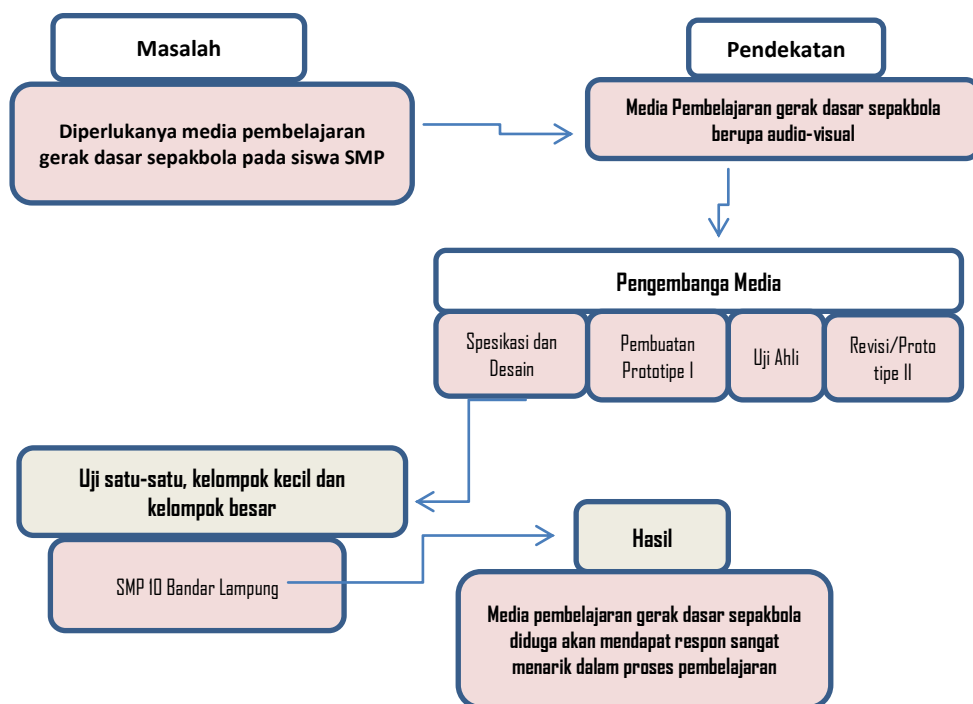 Masalah
Diperlukanya media pembelajaran
gerak dasar sepakbola pada siswa SMP
Pendekatan
Media Pembelajaran gerak dasar sepakbola
berupa audio-visual
Pengembanga Media
Spesikasi dan
Desain
Pembuatan
Prototipe I
Uji Ahli
Revisi/Proto
tipe II
Uji satu-satu, kelompok kecil dan
kelompok besar
SMP 10 Bandar Lampung
Hasil
Media pembelajaran gerak dasar sepakbola
diduga akan mendapat respon sangat
menarik dalam proses pembelajaran